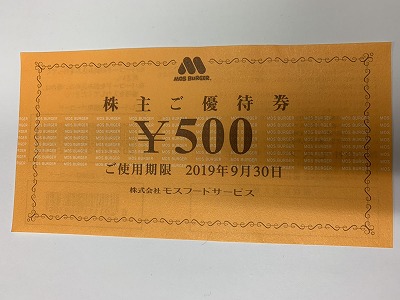 MOS BURGER
株主ご優待券
¥500
ご使用期限 2019年9月30日
株式会社モスフードサービス